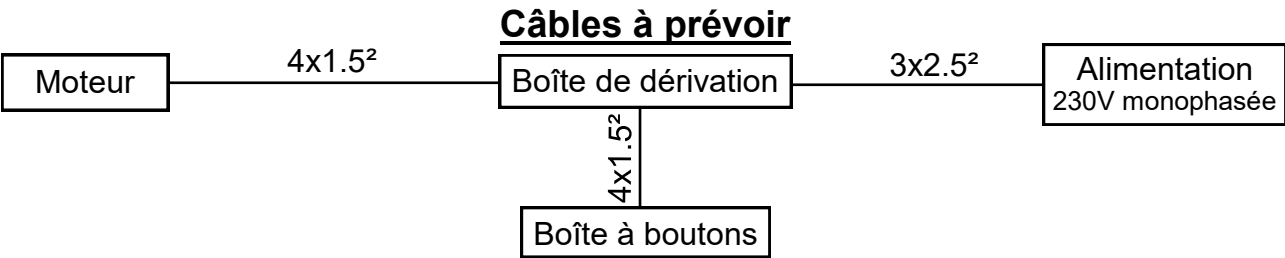 Câbles à prévoir
Moteur
4x1.5²
Boîte de dérivation
3x2.5²
Alimentation
230V monophasée
4x1.5²
Boîte à boutons